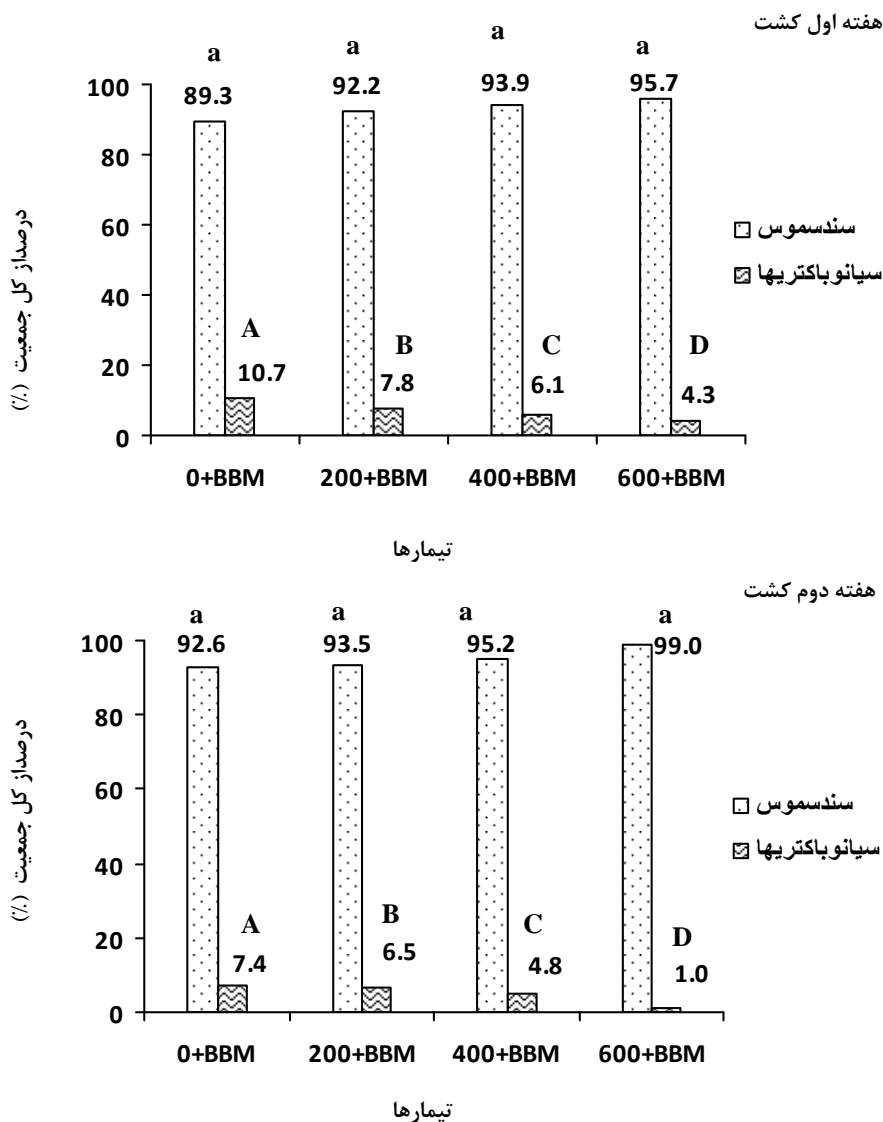 هفته اول کشت
a a a a
89.3 92.2 93.9 95.7
100
80
60
40
20
0
درصداز کل جمعیت (٪)
A B C D
10.7 7.8 6.1 4.3
سندسموس
سیانوباکتریها
0+BBM 200+BBM 400+BBM 600+BBM
تیمارها
هفته دوم کشت
a a a a
92.6 93.5 95.2 99.0
100
80
60
40
20
0
درصداز کل جمعیت (٪)
A B C D
7.4 6.5 4.8 1.0
سندسموس
سیانوباکتریها
0+BBM 200+BBM 400+BBM 600+BBM
تیمارها